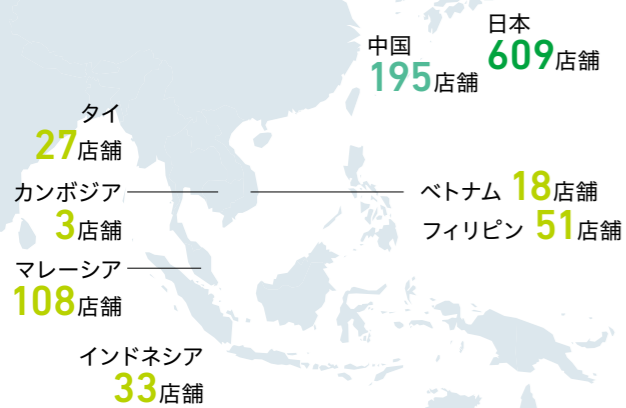 日本
609店舗
中国
195店舗
タイ
27店舗
カンボジア
3店舗
ベトナム 18店舗
フィリピン 51店舗
マレーシア
108店舗
インドネシア
33店舗